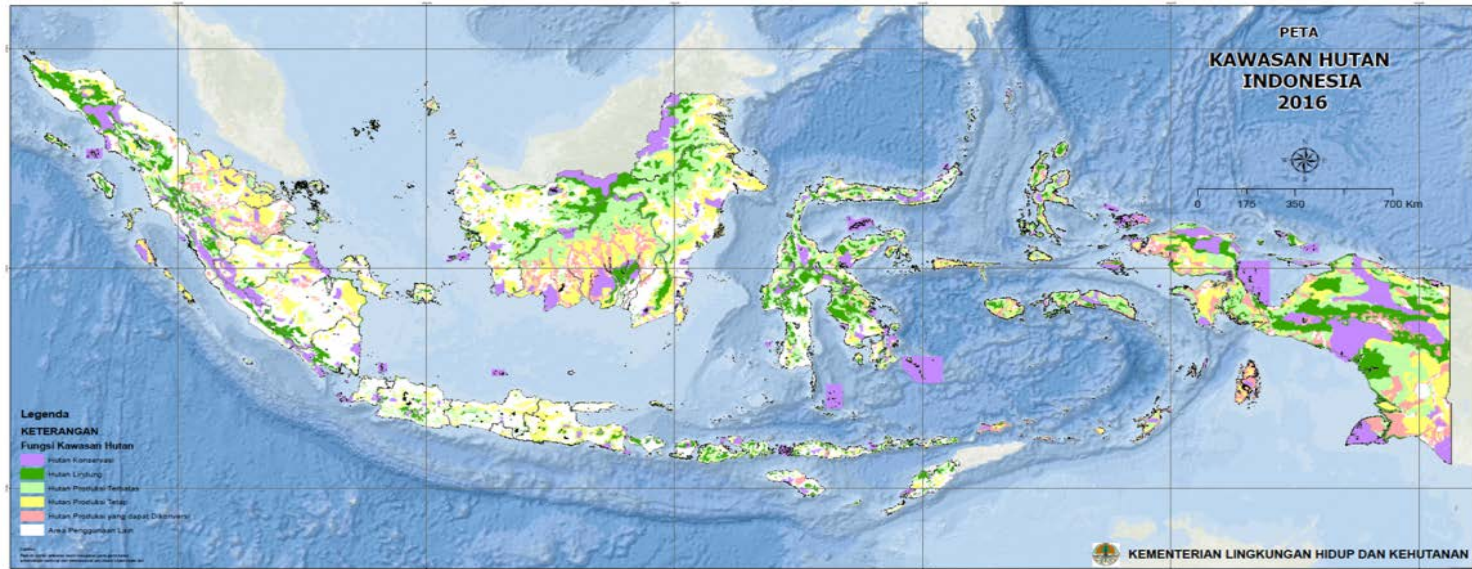 PETA
KAWASAN HUTAN
INDONESIA
2016
0 175 350 700 Km
Legenda
KETERANGAN
Fungsi Kawasan Hutan
Hutan Konservasi
Hutan Lindung
Hutan Produksi Terbatas
Hutan Produksi Tetap
Hutan Produksi yang dapat Dikonversi
Area Penggunaan Lain
KEMENTERIAN LINGKUNGAN HIDUP DAN KEHUTANAN